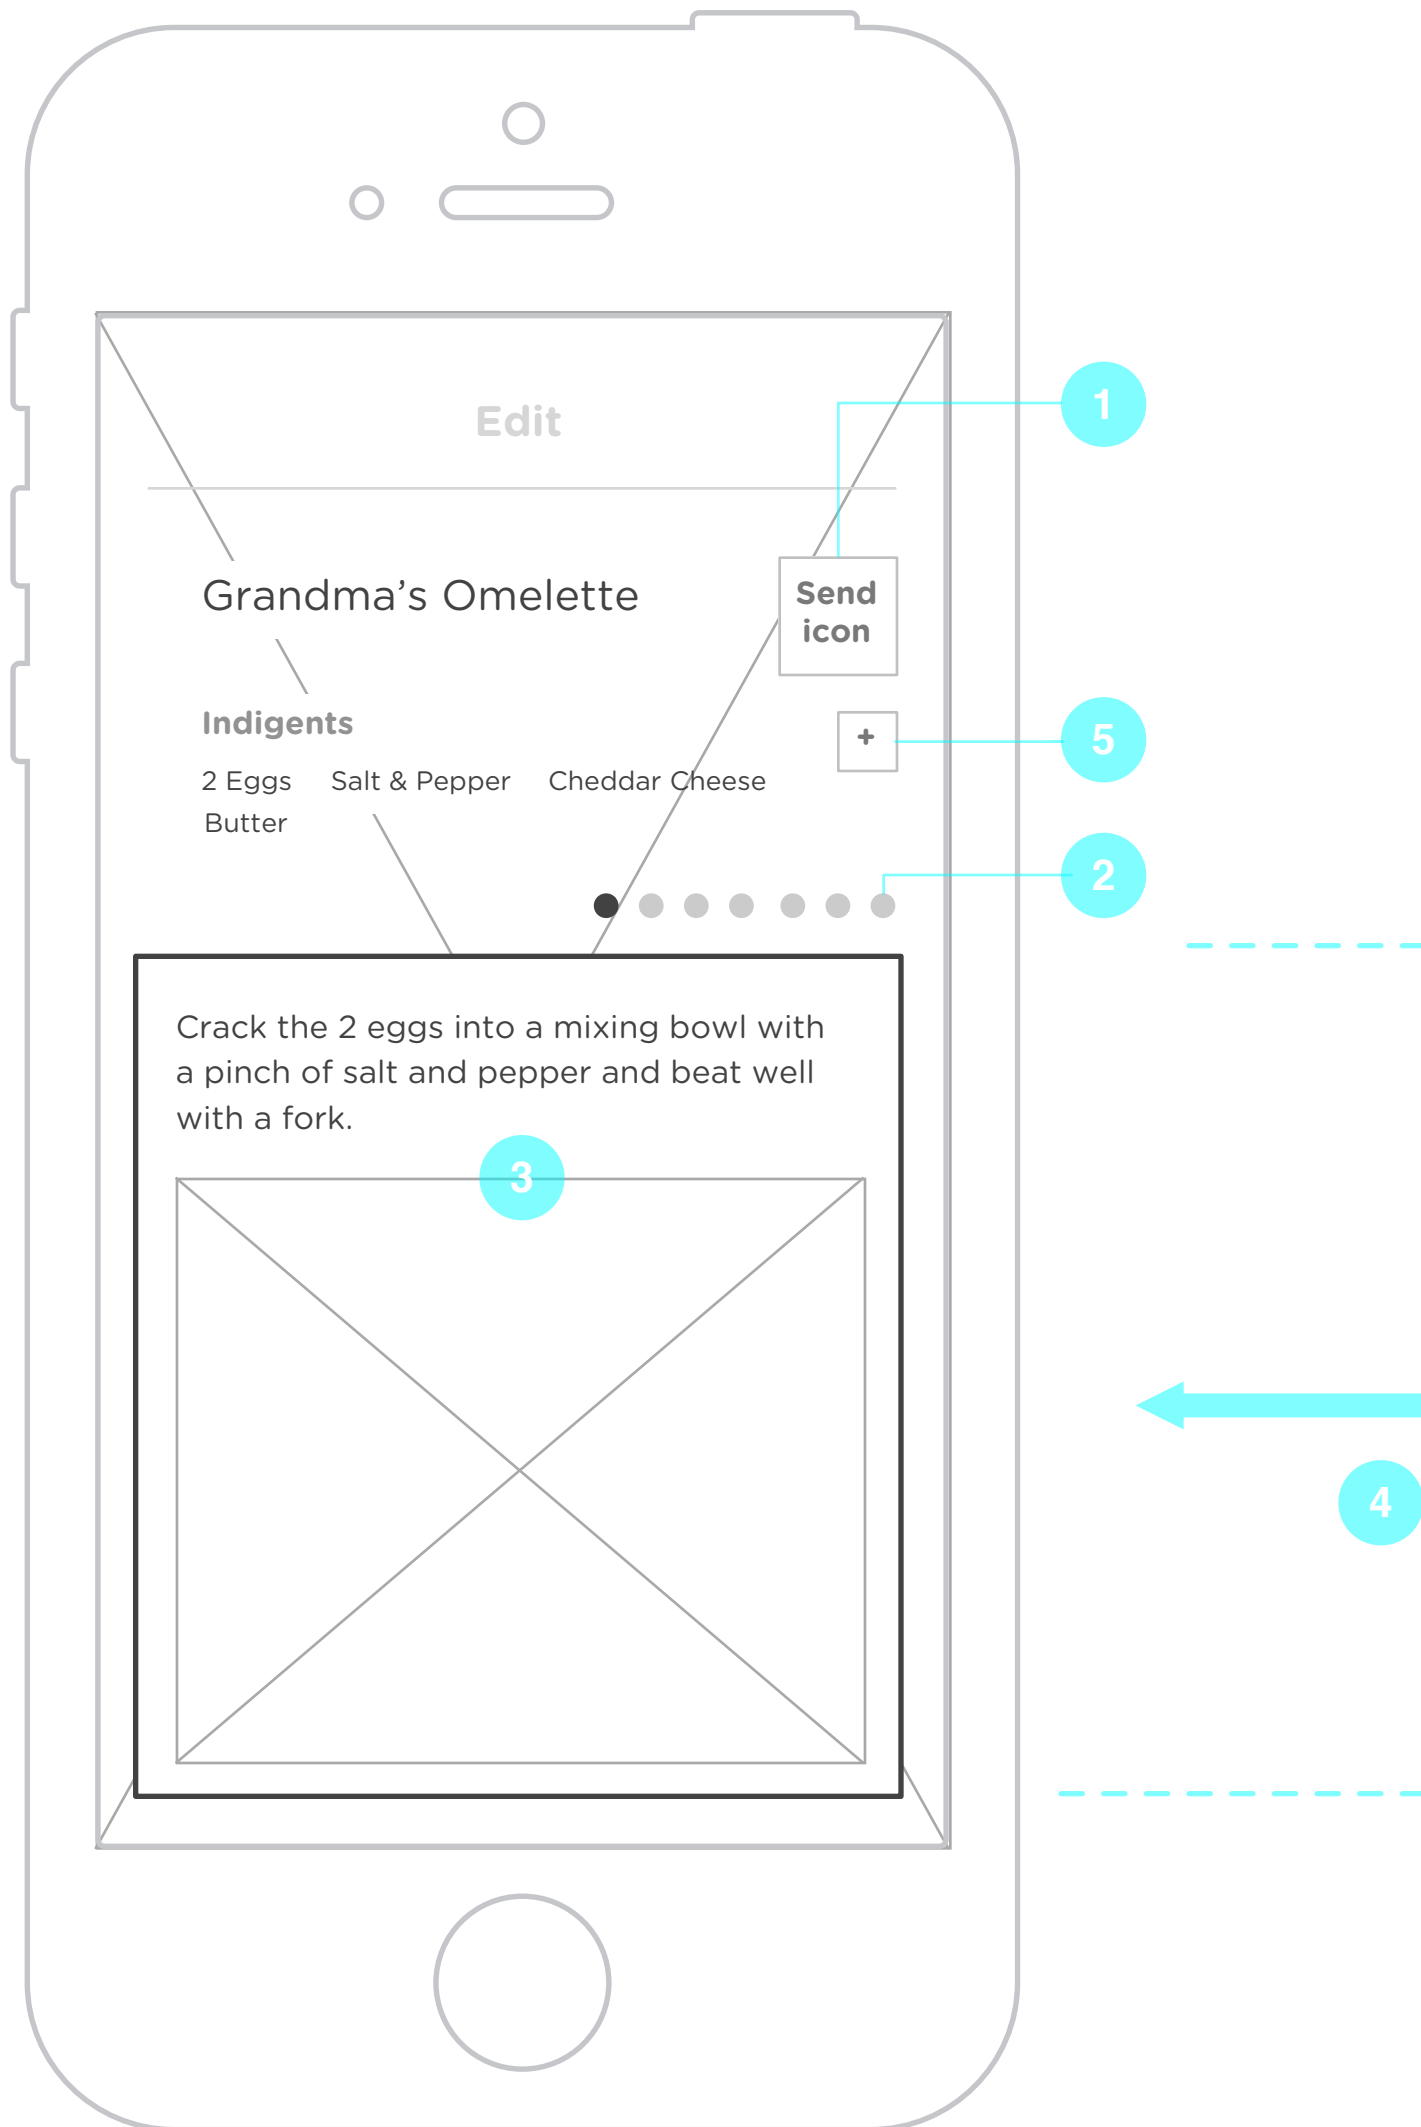 Edit
1
Grandma's Omelette
Send
icon
Indigents
+
5
2 Eggs Salt & Pepper Cheddar Cheese
Butter
2
Crack the 2 eggs into a mixing bowl with
a pinch of salt and pepper and beat well
with a fork.
3
4